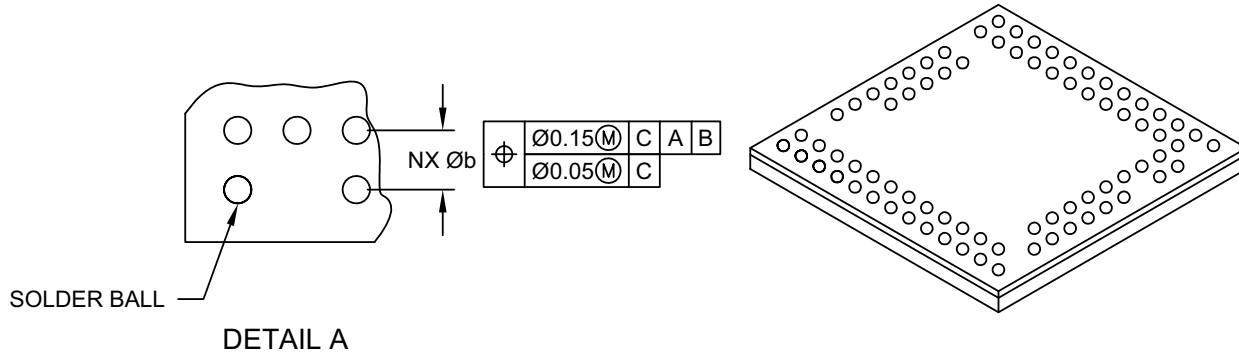 NX Øb
⌖ Ø0.15Ⓜ C A B
Ø0.05Ⓜ C
SOLDER BALL
DETAIL A